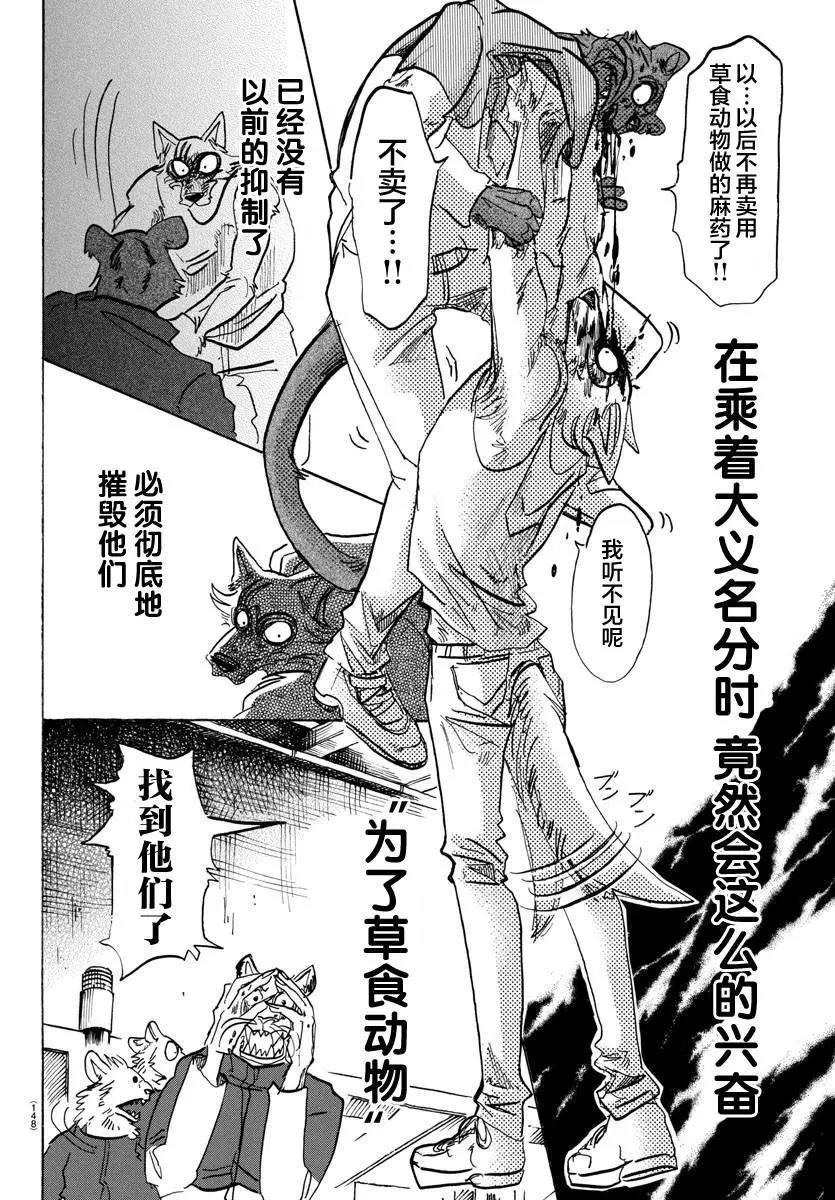 以…以后不再卖用
草食动物做的麻药了!!
不卖了…!!
已经没有
以前的抑制了
在乘着大义名分时 竟然会这么的兴奋
我听不见呢
必须彻底地
摧毁他们
“为了草食动物”
找到他们了
(148)